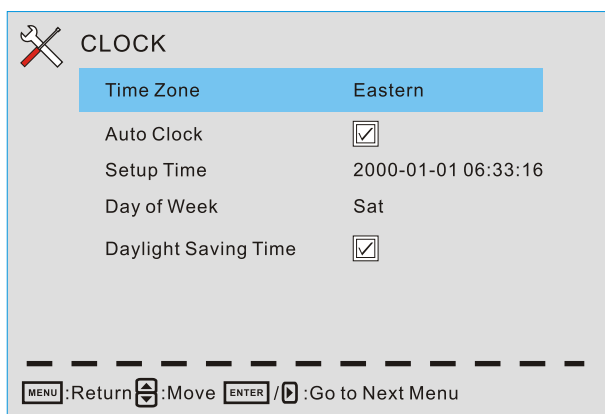 CLOCK
Time Zone Eastern
Auto Clock
Setup Time 2000-01-01 06:33:16
Day of Week Sat
Daylight Saving Time
MENU :Return :Move ENTER / :Go to Next Menu